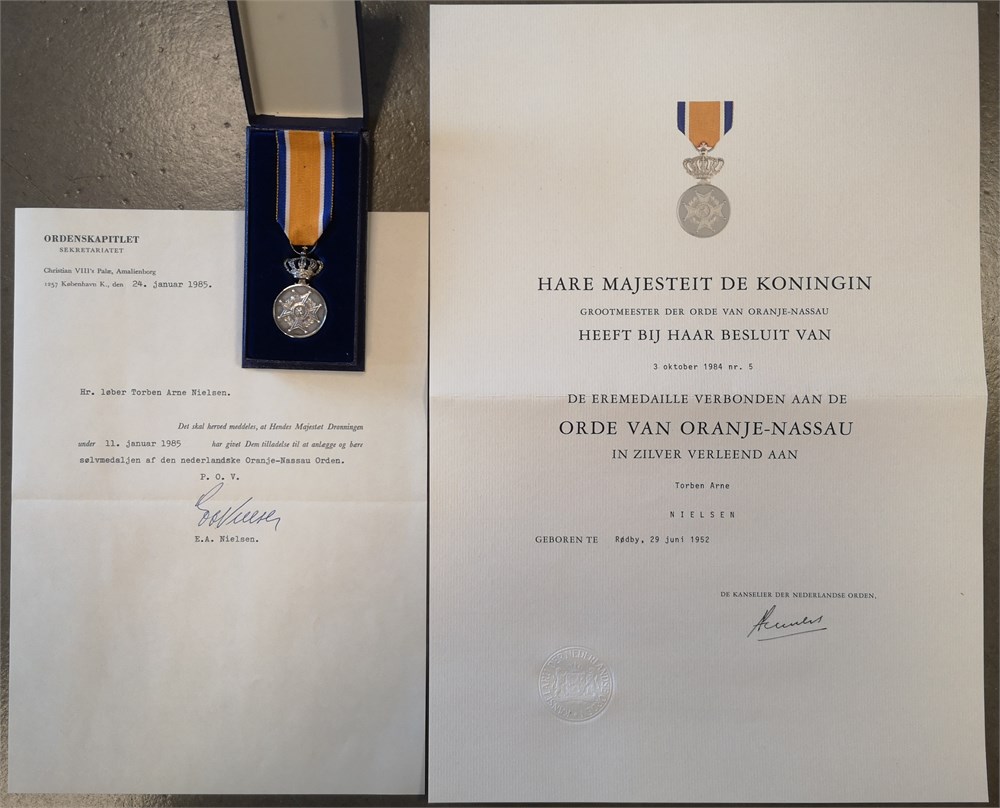 ORDENSKAPITLET
SEKRETARIATET
Christian VIII's Palæ, Amalienborg
1257 København K., den 24. januar 1985.
Hr. løber Torben Arne Nielsen.
Det skal herved meddeles, at Hendes Majestæt Dronningen
under 11. januar 1985 har givet Dem tilladelse til at anlægge og bære
sølvmedaljen af den nederlandske Oranje-Nassau Orden.
P. O. V.
E.A. Nielsen.
HARE MAJESTEIT DE KONINGIN
GROOTMEESTER DER ORDE VAN ORANJE-NASSAU
HEEFT BIJ HAAR BESLUIT VAN
3 oktober 1984 nr. 5
DE EREMEDAILLE VERBONDEN AAN DE
ORDE VAN ORANJE-NASSAU
IN ZILVER VERLEEND AAN
Torben Arne
NIELSEN
GEBOREN TE Rødby, 29 juni 1952
DE KANSELIER DER NEDERLANDSE ORDEN,